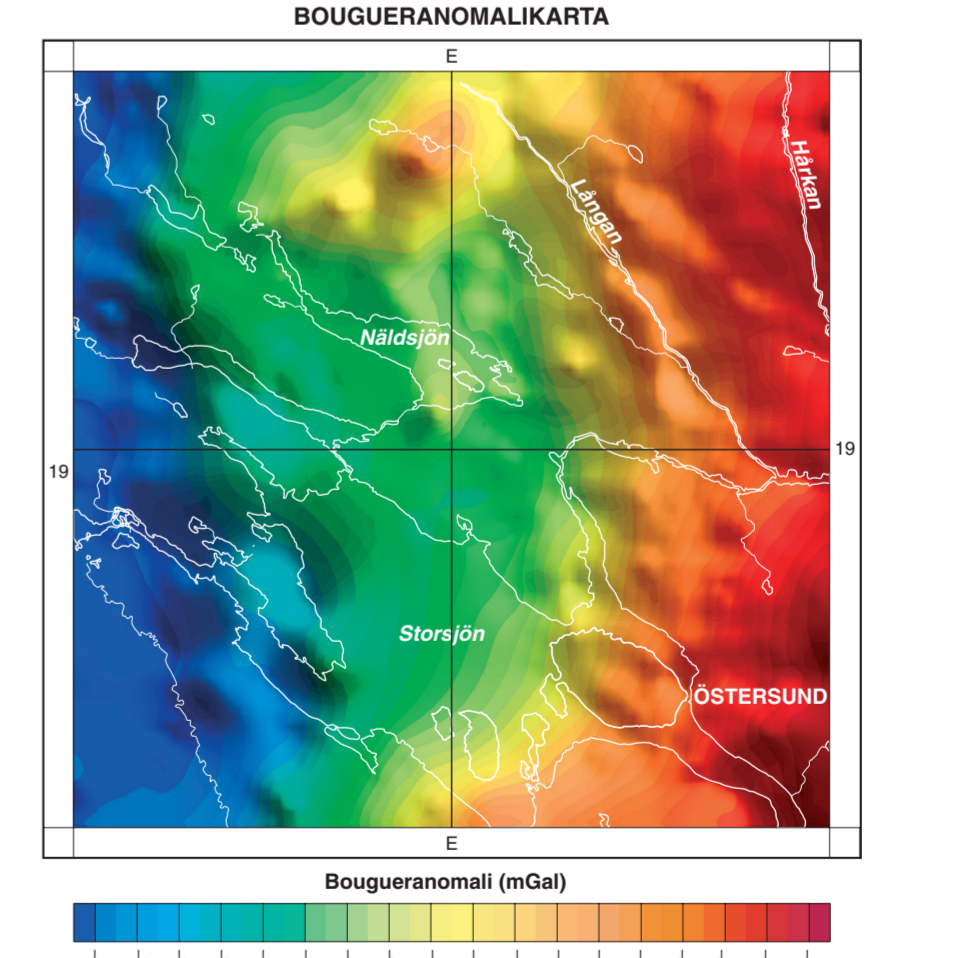 BOUGUERANOMALIKARTA
E
Hårkan
Långan
Näldsjön
19
19
Storsjön
ÖSTERSUND
E
Bougueranomali (mGal)